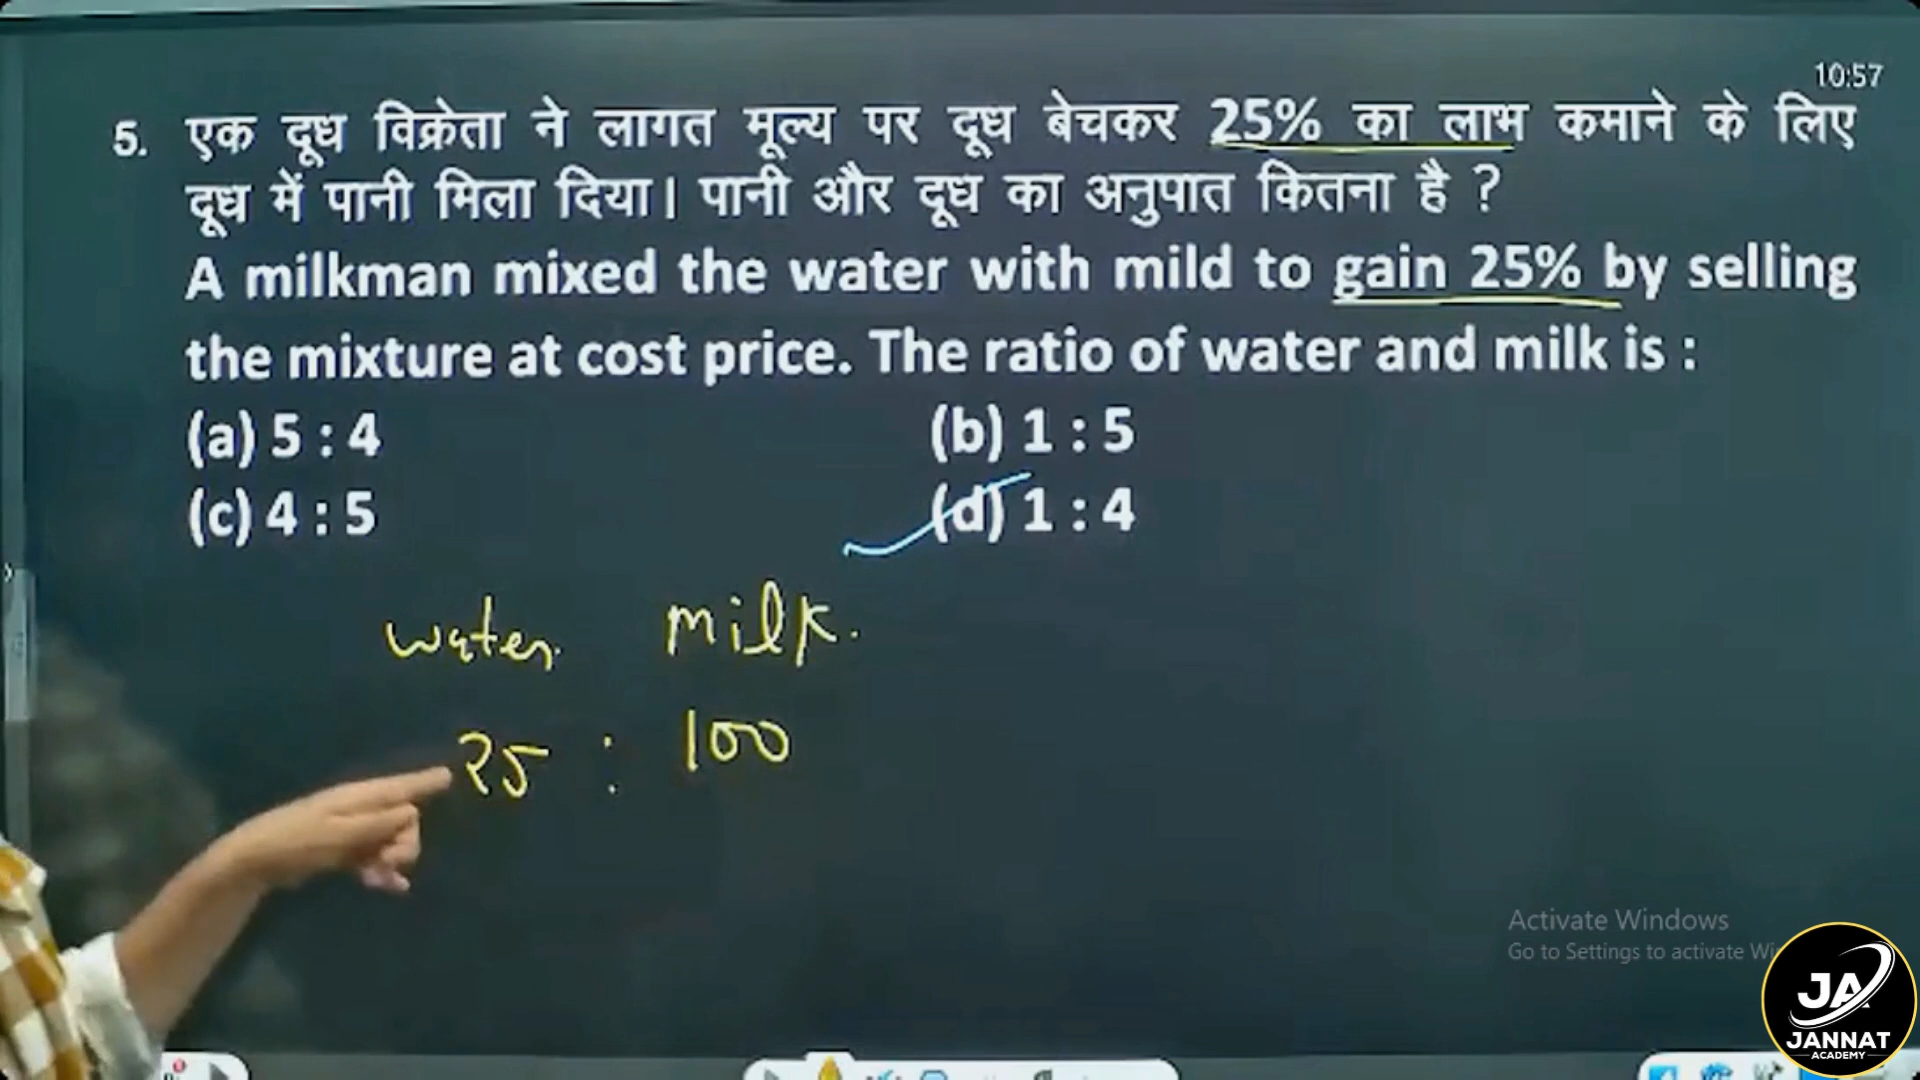 10:57
5. एक दूध विक्रेता ने लागत मूल्य पर दूध बेचकर 25% का लाभ कमाने के लिए
दूध में पानी मिला दिया। पानी और दूध का अनुपात कितना है ?
A milkman mixed the water with mild to gain 25% by selling
the mixture at cost price. The ratio of water and milk is :
(a) 5 : 4 (b) 1 : 5
(c) 4 : 5 (d) 1 : 4
water milk.
25 : 100
Activate Windows
Go to Settings to activate
JA
JANNAT
ACADEMY